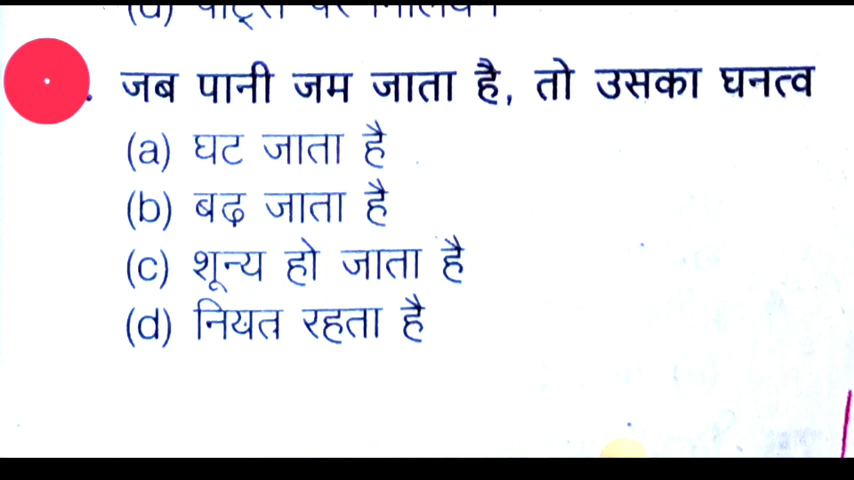 जब पानी जम जाता है, तो उसका घनत्व
(a) घट जाता है
(b) बढ़ जाता है
(c) शून्य हो जाता है
(d) नियत रहता है